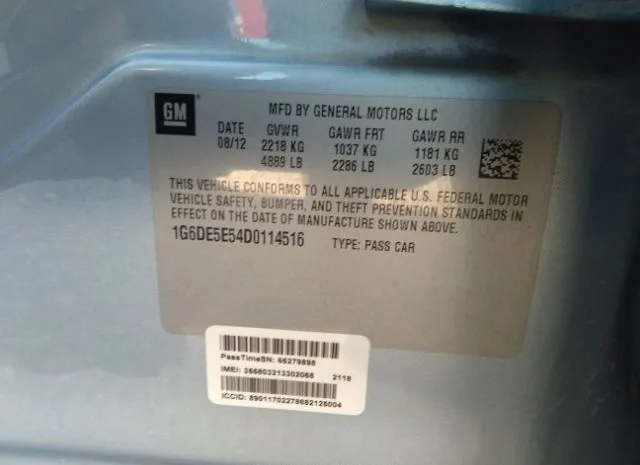 GM
MFD BY GENERAL MOTORS LLC
DATE GVWR GAWR FRT GAWR RR
08/12 2218 KG 1037 KG 1181 KG
4889 LB 2286 LB 2603 LB
THIS VEHICLE CONFORMS TO ALL APPLICABLE U.S. FEDERAL MOTOR
VEHICLE SAFETY, BUMPER, AND THEFT PREVENTION STANDARDS IN
EFFECT ON THE DATE OF MANUFACTURE SHOWN ABOVE.
1G6DE5E54D0114516 TYPE: PASS CAR
PassTimeSN: 66279898
IMEI: 356803213302068 2118
ICCID: 89011702278682128004